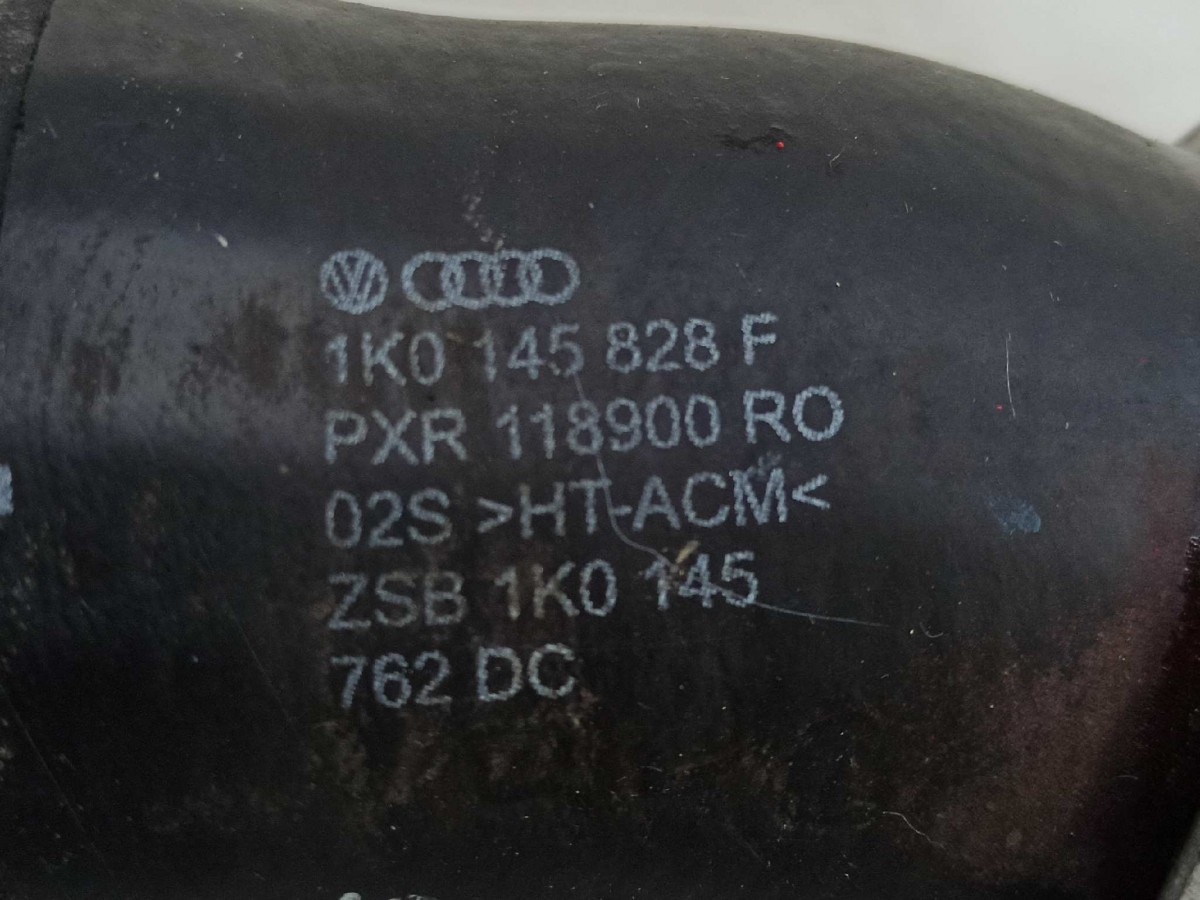 1K0 145 828 F
PXR 118900 RO
02S >HT-ACM<
ZSB 1K0 145
762 DC